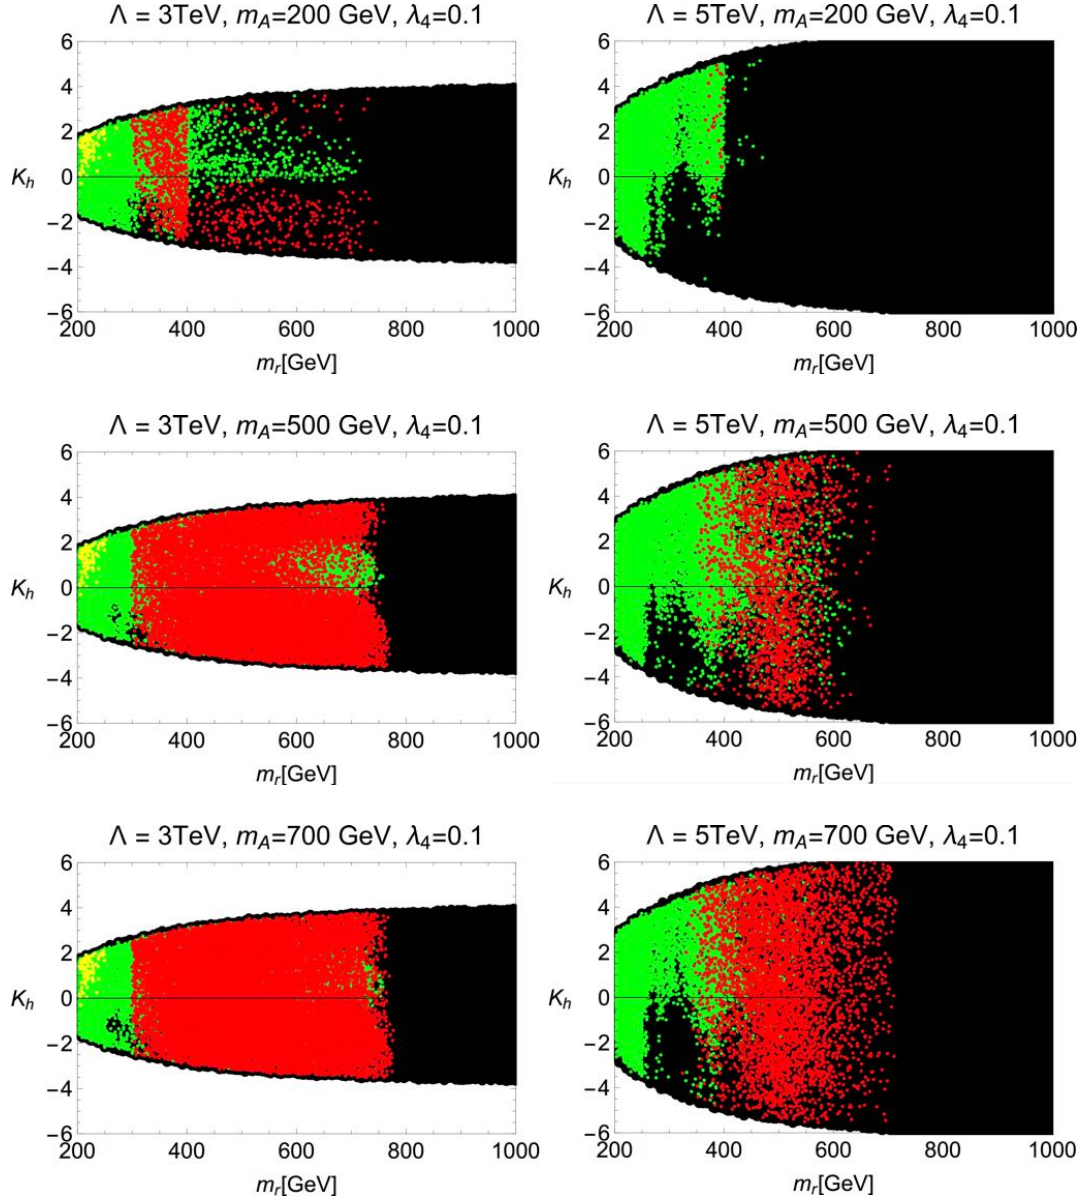 Λ = 3TeV, m_A=200 GeV, λ_4=0.1
6
4
2
K_h 0
−2
−4
−6
200 400 600 800 1000
m_r[GeV]
Λ = 5TeV, m_A=200 GeV, λ_4=0.1
6
4
2
K_h 0
−2
−4
−6
200 400 600 800 1000
m_r[GeV]
Λ = 3TeV, m_A=500 GeV, λ_4=0.1
6
4
2
K_h 0
−2
−4
−6
200 400 600 800 1000
m_r[GeV]
Λ = 5TeV, m_A=500 GeV, λ_4=0.1
6
4
2
K_h 0
−2
−4
−6
200 400 600 800 1000
m_r[GeV]
Λ = 3TeV, m_A=700 GeV, λ_4=0.1
6
4
2
K_h 0
−2
−4
−6
200 400 600 800 1000
m_r[GeV]
Λ = 5TeV, m_A=700 GeV, λ_4=0.1
6
4
2
K_h 0
−2
−4
−6
200 400 600 800 1000
m_r[GeV]